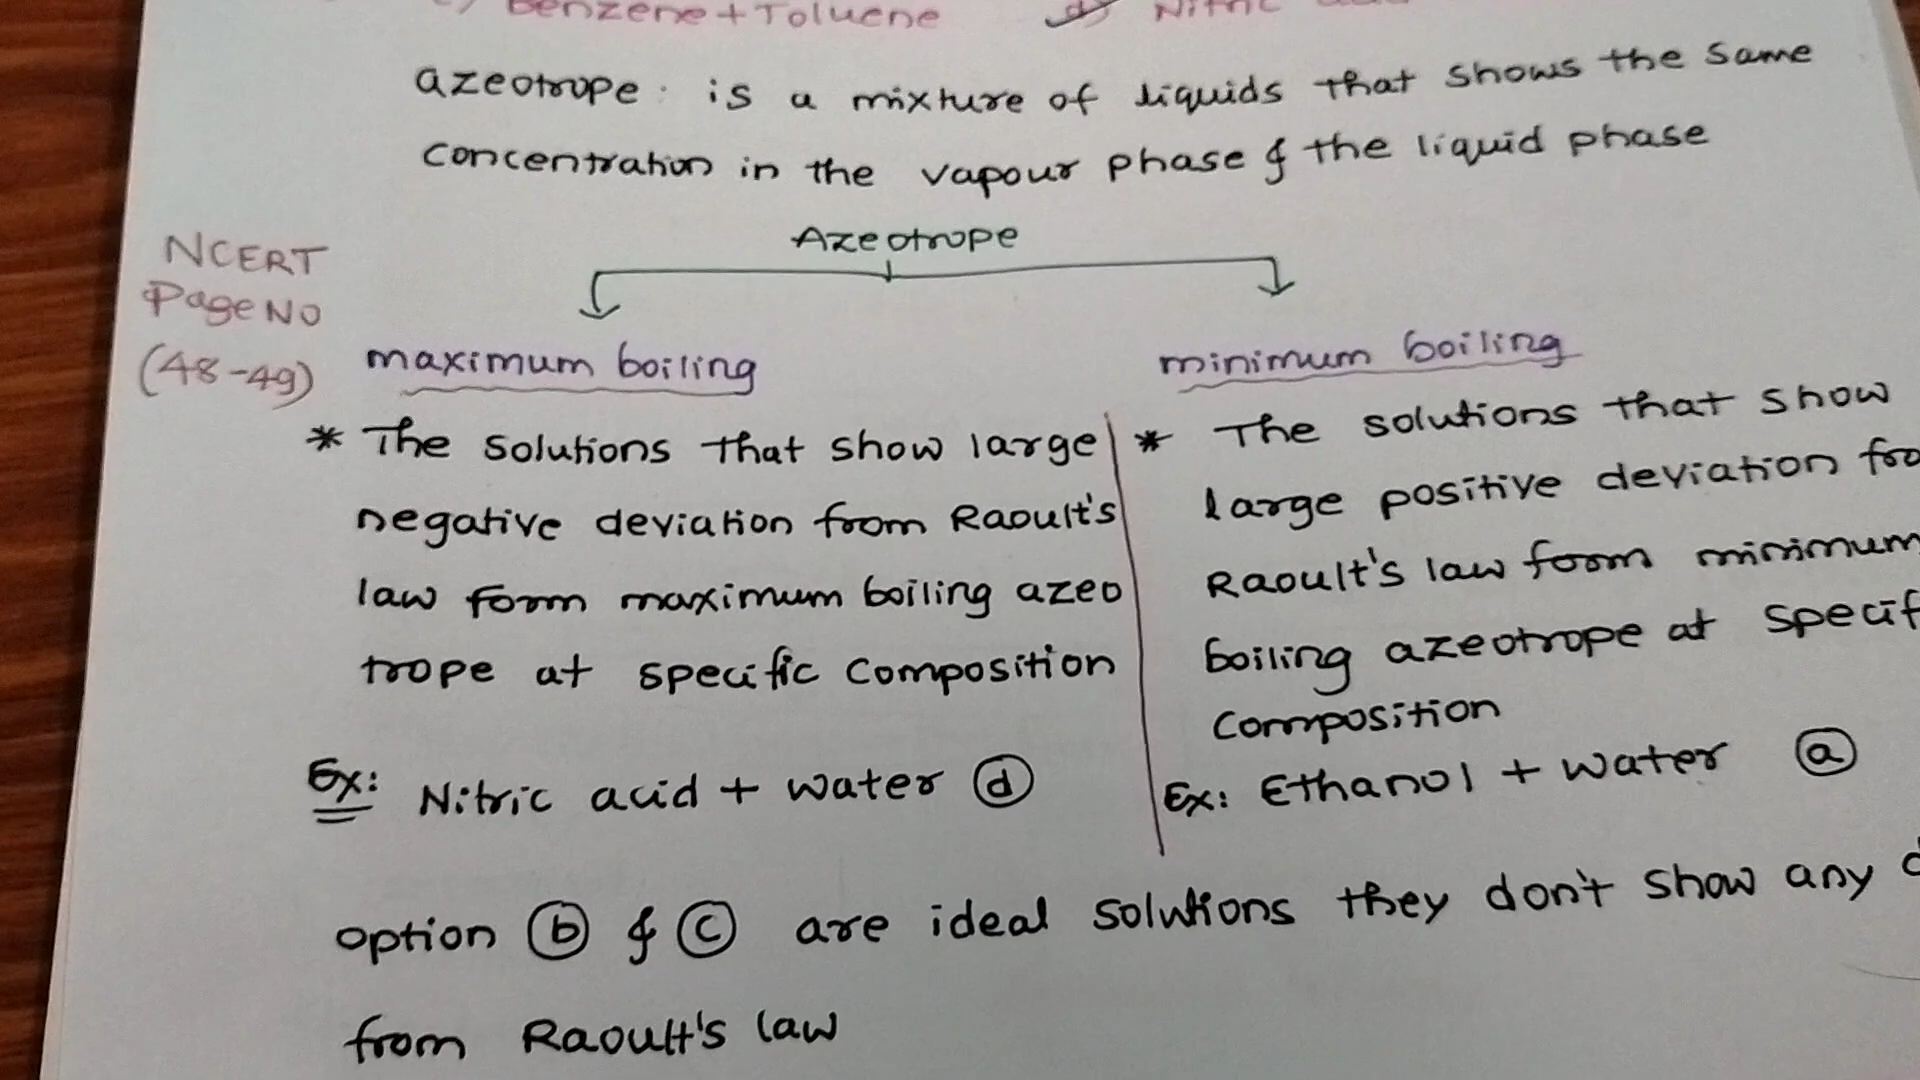 Benzene + Toluene d) Nitric
azeotrope: is a mixture of liquids that shows the same
concentration in the vapour phase & the liquid phase
Azeotrope
NCERT
Page No
(48-49)
maximum boiling
* The solutions that show large
negative deviation from Raoult's
law form maximum boiling azeo
trope at specific composition
Ex: Nitric acid + water (d)
minimum boiling
* The solutions that show
large positive deviation
Raoult's law form minimum
boiling azeotrope at
composition
Ex: Ethanol + water (a)
option (b) & (c) are ideal solutions they don't show any
from Raoult's law